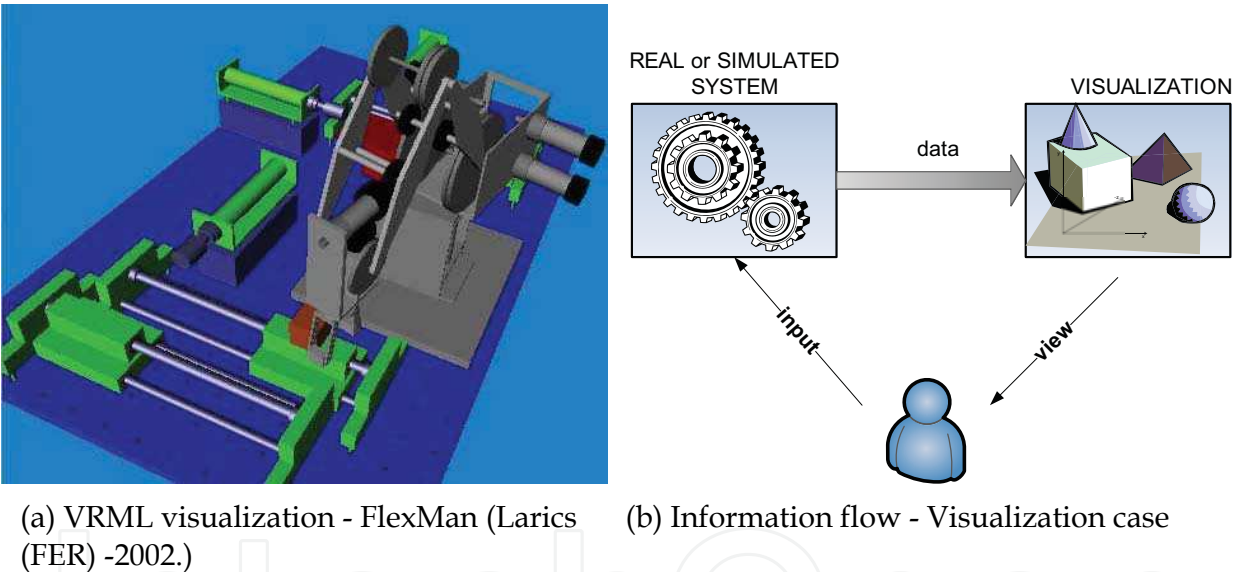 REAL or SIMULATED
SYSTEM
VISUALIZATION
data
input
view
(a) VRML visualization - FlexMan (Larics
(FER) -2002.)
(b) Information flow - Visualization case